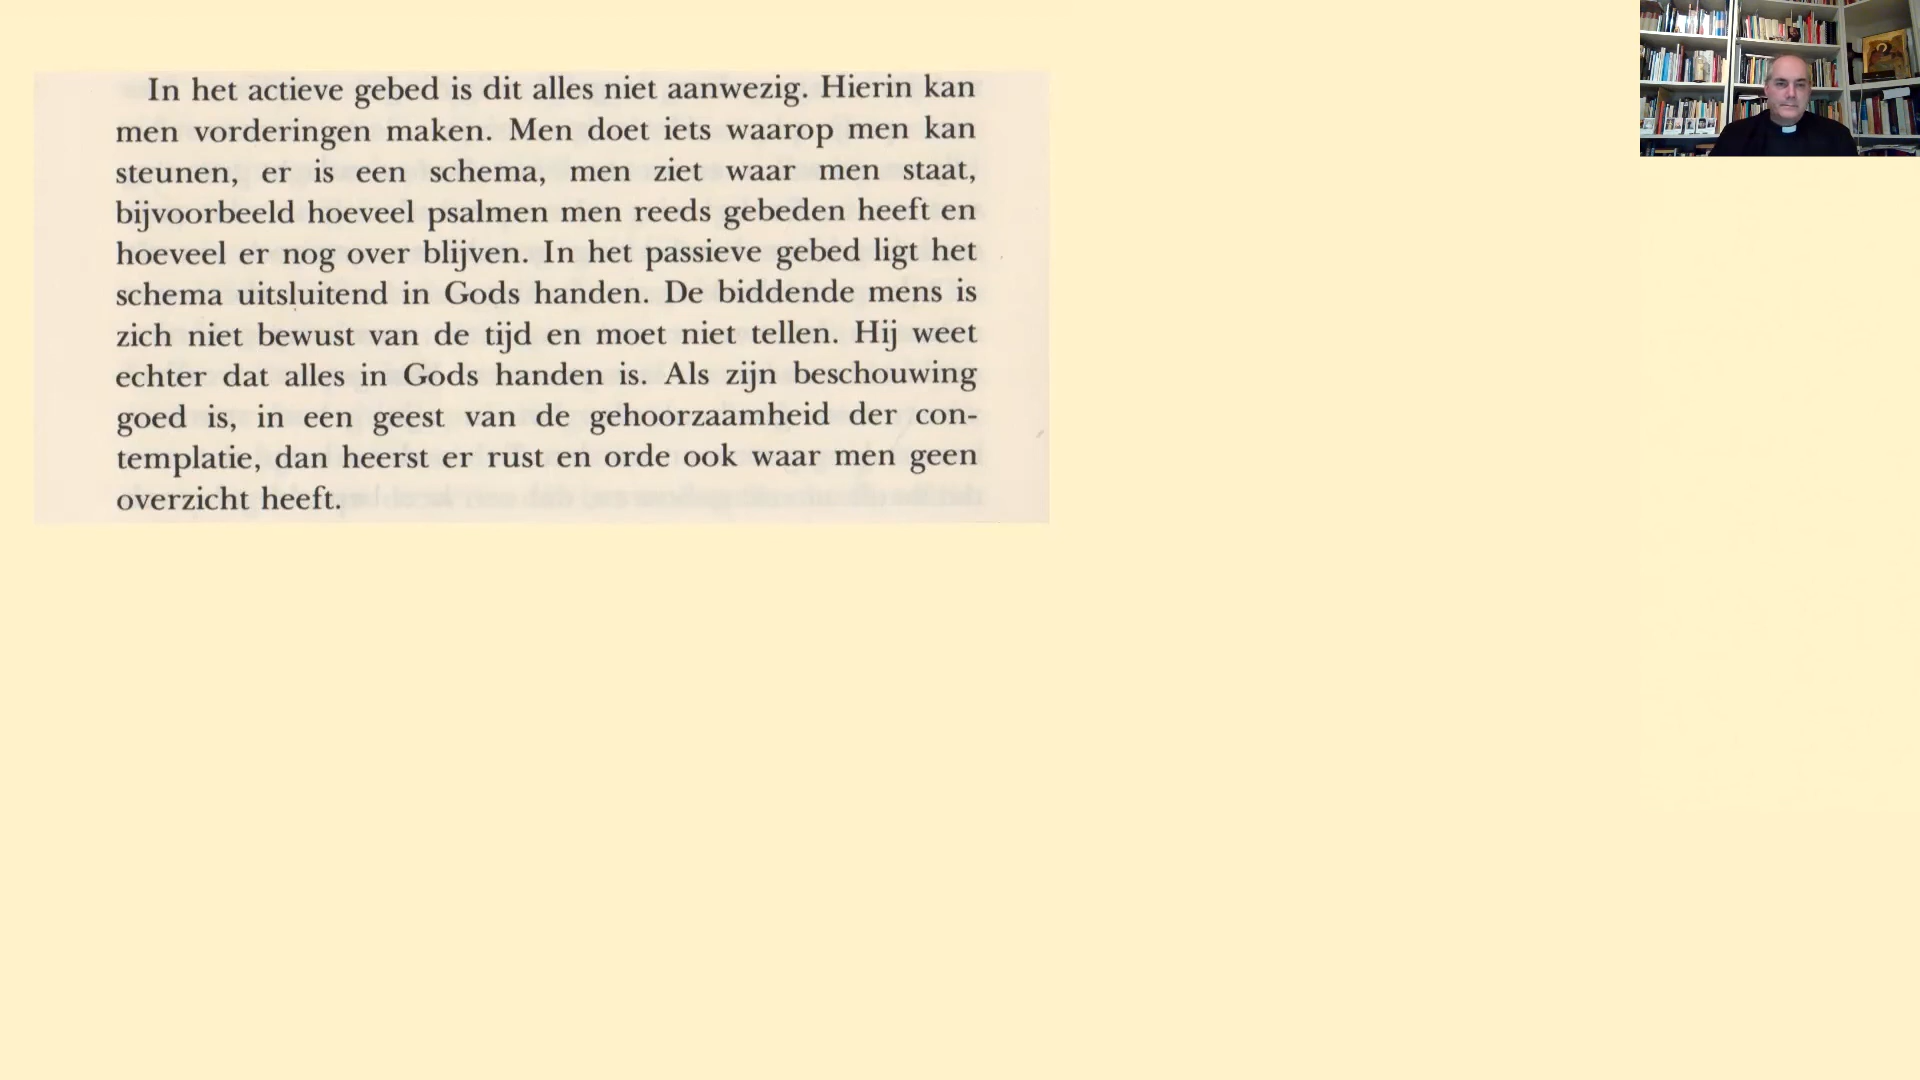 In het actieve gebed is dit alles niet aanwezig. Hierin kan
men vorderingen maken. Men doet iets waarop men kan
steunen, er is een schema, men ziet waar men staat,
bijvoorbeeld hoeveel psalmen men reeds gebeden heeft en
hoeveel er nog over blijven. In het passieve gebed ligt het
schema uitsluitend in Gods handen. De biddende mens is
zich niet bewust van de tijd en moet niet tellen. Hij weet
echter dat alles in Gods handen is. Als zijn beschouwing
goed is, in een geest van de gehoorzaamheid der con-
templatie, dan heerst er rust en orde ook waar men geen
overzicht heeft.